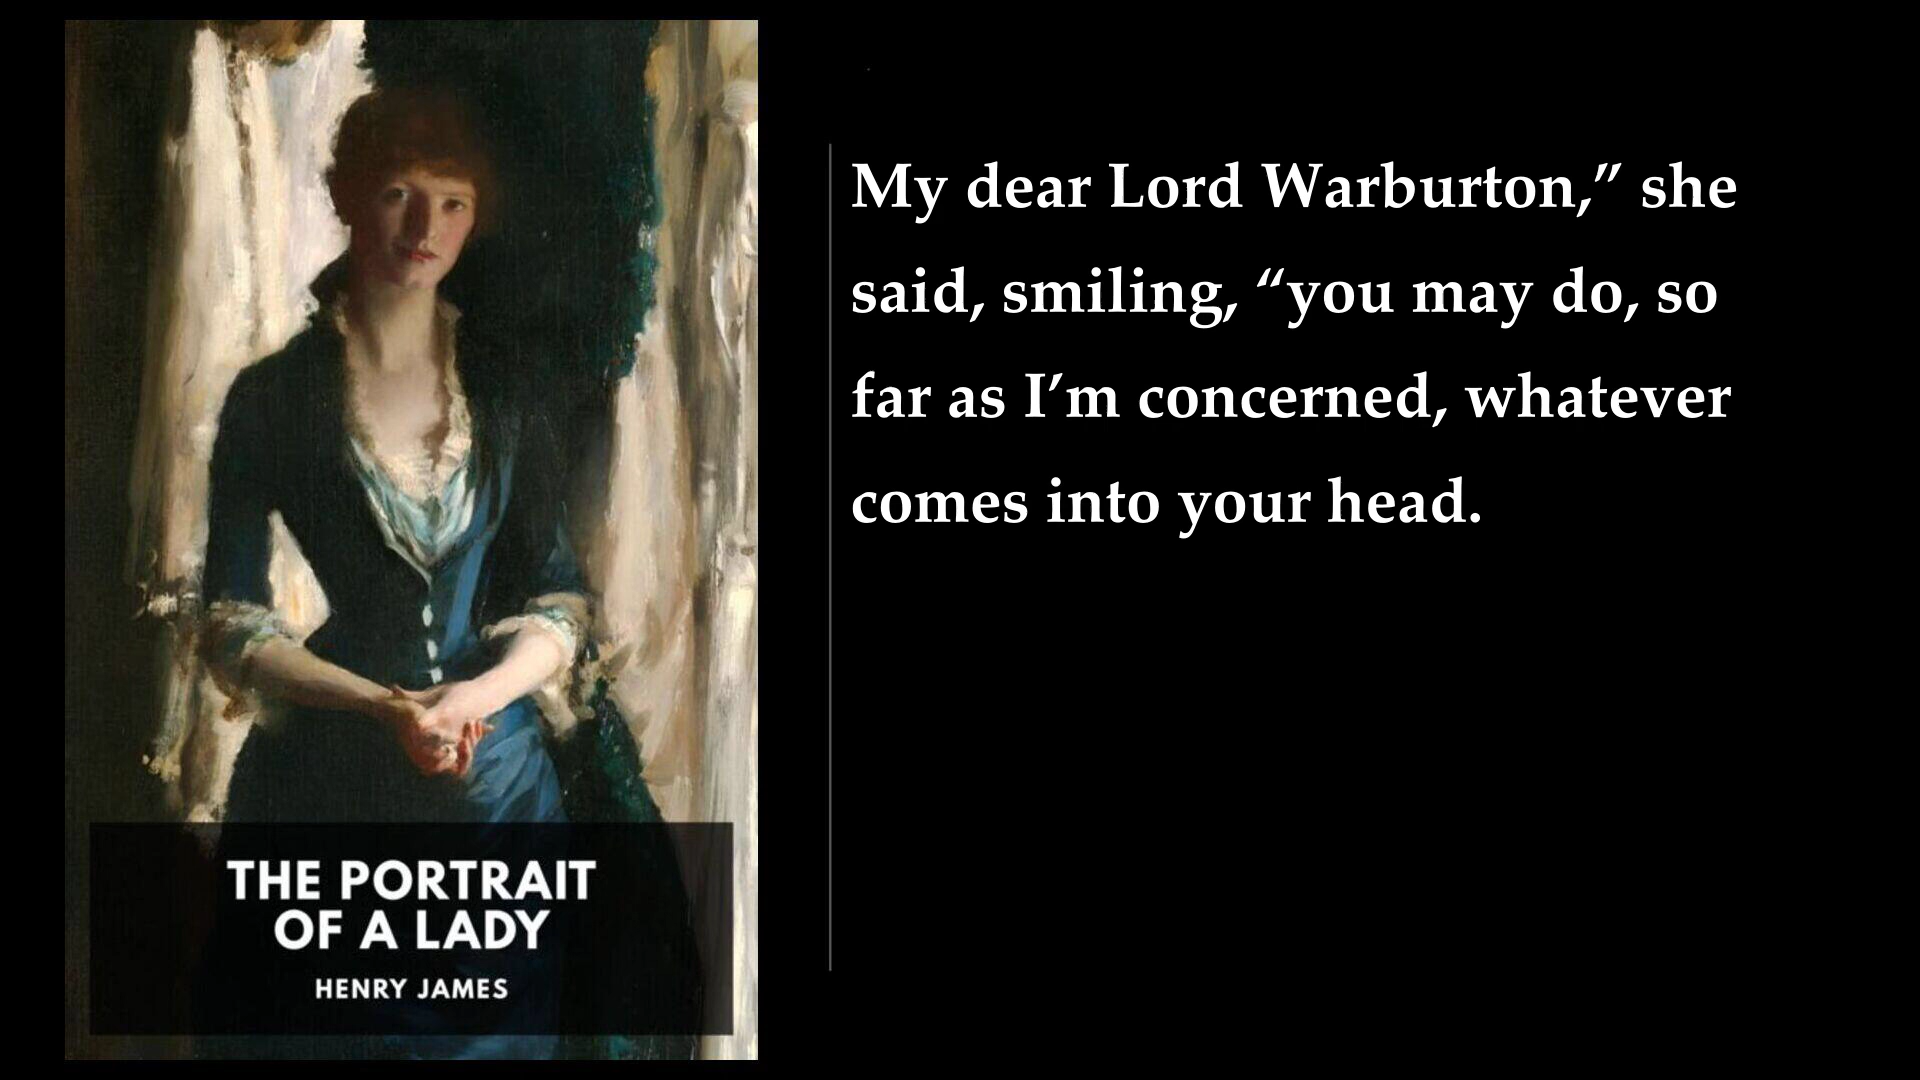 THE PORTRAIT
OF A LADY
HENRY JAMES
My dear Lord Warburton,” she
said, smiling, “you may do, so
far as I’m concerned, whatever
comes into your head.